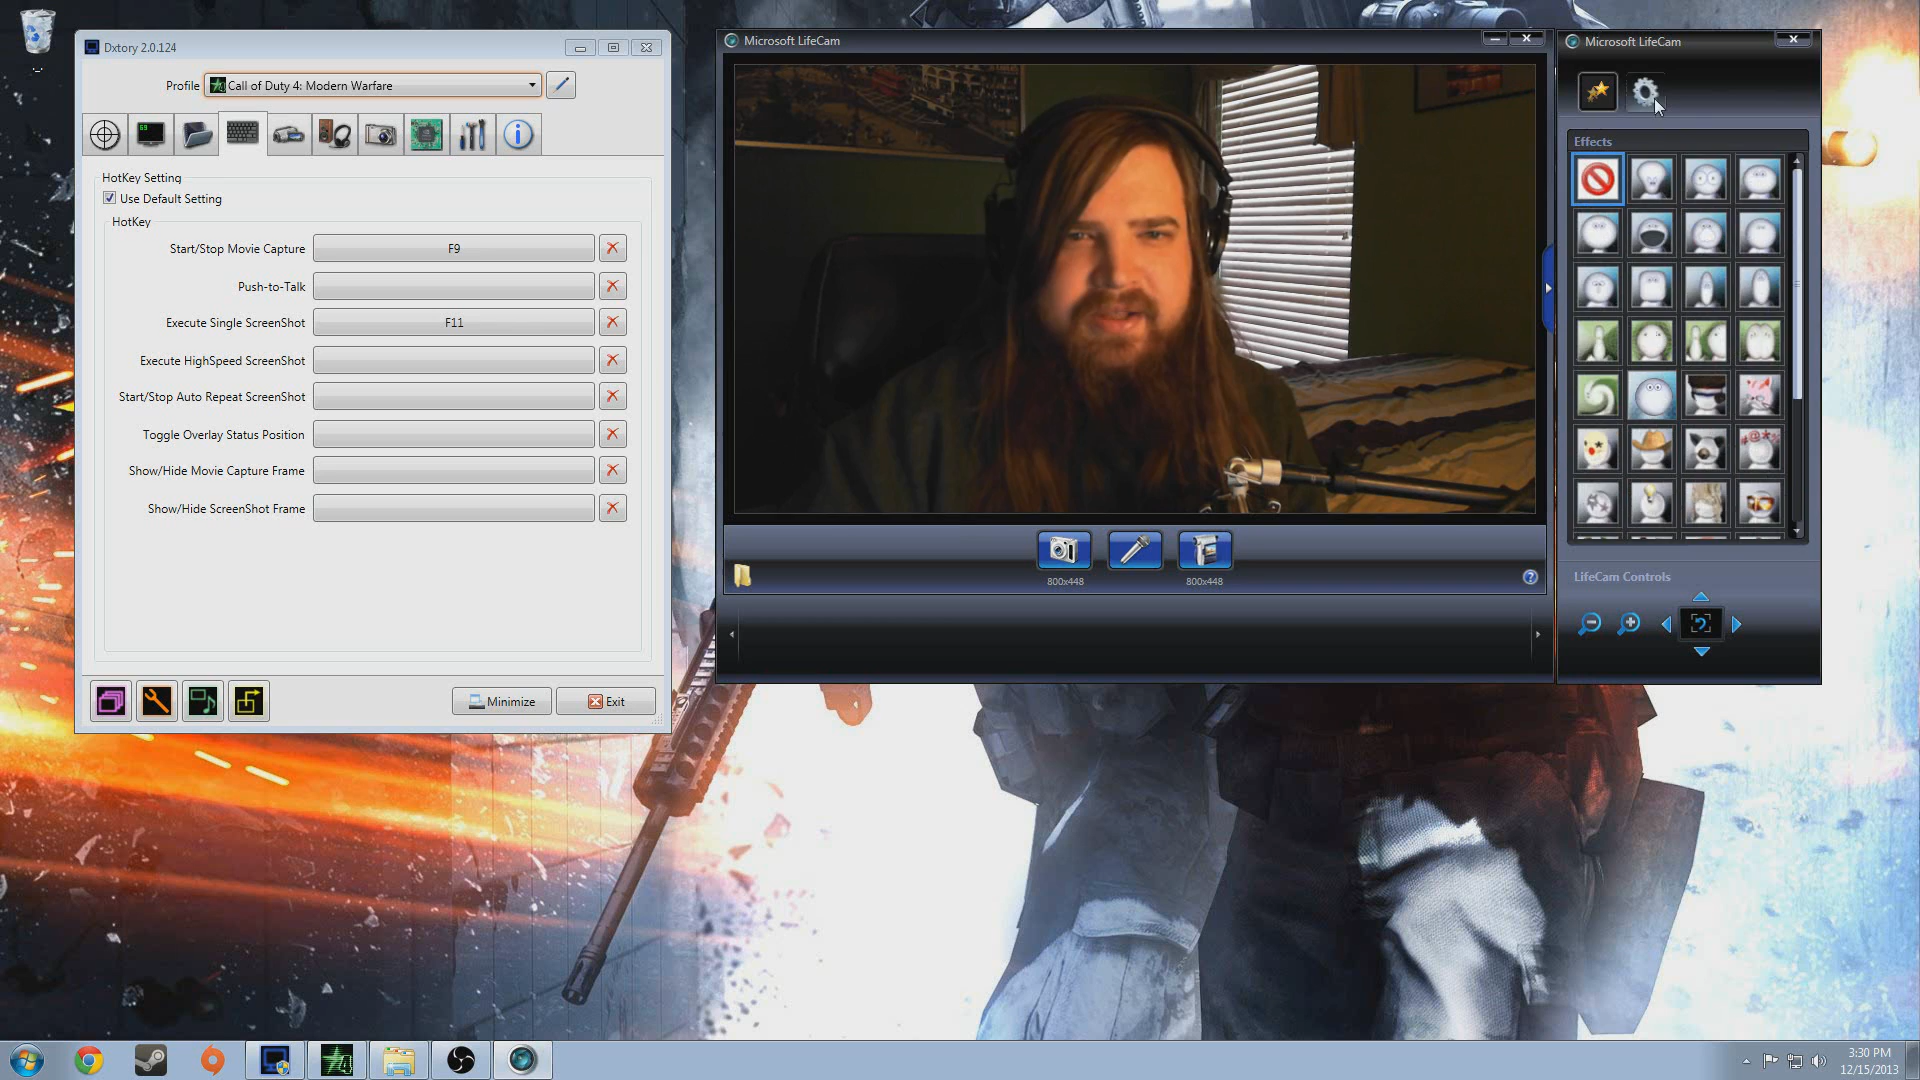 Dxtory 2.0.124
Profile
Call of Duty 4: Modern Warfare
HotKey Setting
Use Default Setting
HotKey
Start/Stop Movie Capture
F9
Push-to-Talk
Execute Single ScreenShot
F11
Execute HighSpeed ScreenShot
Start/Stop Auto Repeat ScreenShot
Toggle Overlay Status Position
Show/Hide Movie Capture Frame
Show/Hide ScreenShot Frame
Minimize
Exit
Microsoft LifeCam
800x448
800x448
Microsoft LifeCam
Effects
LifeCam Controls
3:30 PM
12/15/2013